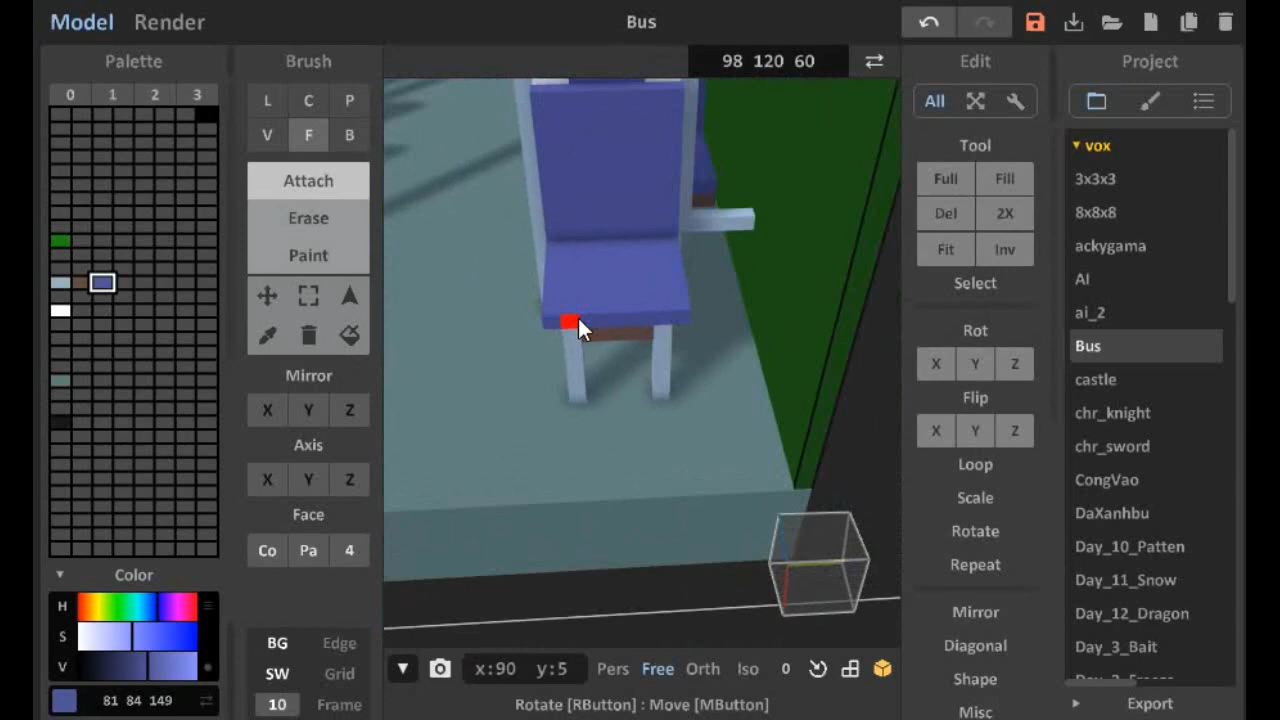 Model Render
Bus
Palette
0 1 2 3
Color
H
S
V
81 84 149
Brush
L C P
V F B
Attach
Erase
Paint
Mirror
X Y Z
Axis
X Y Z
Face
Co Pa 4
BG Edge
SW Grid
10 Frame
98 120 60
x:90 y:5 Pers Free Orth Iso 0
Rotate [RButton] : Move [MButton]
Edit
All
Tool
Full Fill
Del 2X
Fit Inv
Select
Rot
X Y Z
Flip
X Y Z
Loop
Scale
Rotate
Repeat
Mirror
Diagonal
Shape
Misc
Project
vox
3x3x3
8x8x8
ackygama
AI
ai_2
Bus
castle
chr_knight
chr_sword
CongVao
DaXanhbu
Day_10_Patten
Day_11_Snow
Day_12_Dragon
Day_3_Bait
Export